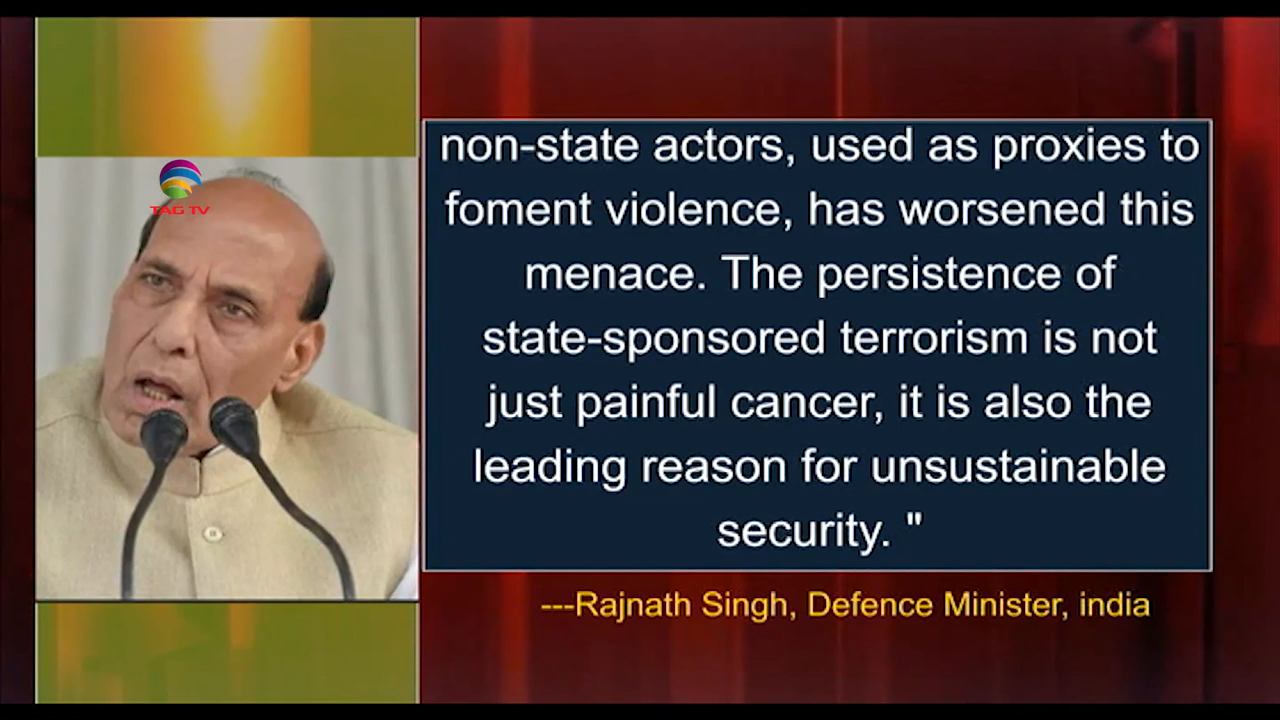 TAG TV
non-state actors, used as proxies to
foment violence, has worsened this
menace. The persistence of
state-sponsored terrorism is not
just painful cancer, it is also the
leading reason for unsustainable
security. "
---Rajnath Singh, Defence Minister, india